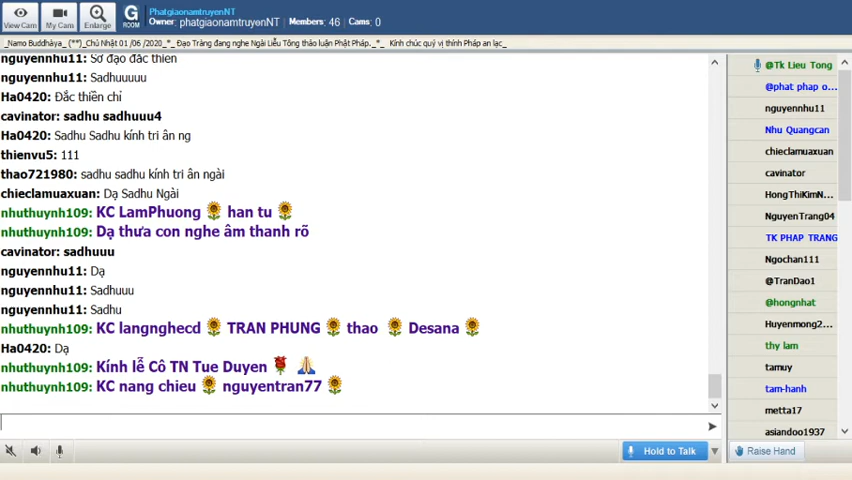 PhatgiaonamtruyenNT
Owner: phatgiaonamtruyenNT Members: 46 Cams: 0
View Cam My Cam Enlarge G ROOM
_Namo Buddhàya_ (**)_Chủ Nhật 01 /06 /2020_*_ Đạo Tràng đang nghe Ngài Liễu Tông thảo luận Phật Pháp._*_ Kính chúc quý vị thính Pháp an lạc_
nguyennhu11: Sơ đạo đắc thiền
nguyennhu11: Sadhuuuuu
Ha0420: Đắc thiền chỉ
cavinator: sadhu sadhuuu4
Ha0420: Sadhu Sadhu kính tri ân ng
thienvu5: 111
thao721980: sadhu sadhu kính tri ân ngài
chieclamuaxuan: Dạ Sadhu Ngài
nhuthuynh109: KC LamPhuong han tu
nhuthuynh109: Dạ thưa con nghe âm thanh rõ
cavinator: sadhuuu
nguyennhu11: Dạ
nguyennhu11: Sadhuuu
nguyennhu11: Sadhu
nhuthuynh109: KC langnghecd TRAN PHUNG thao Desana
Ha0420: Dạ
nhuthuynh109: Kính lễ Cô TN Tue Duyen
nhuthuynh109: KC nang chieu nguyentran77
@Tk Lieu Tong
@phat phap o...
nguyennhu11
Nhu Quangcan
chieclamuaxuan
cavinator
HongThiKimN...
NguyenTrang04
TK PHAP TRANG
Ngochan111
@TranDao1
@hongnhat
Huyenmong2...
thy lam
tamuy
tam-hanh
metta17
asiandoo1937
Hold to Talk
Raise Hand